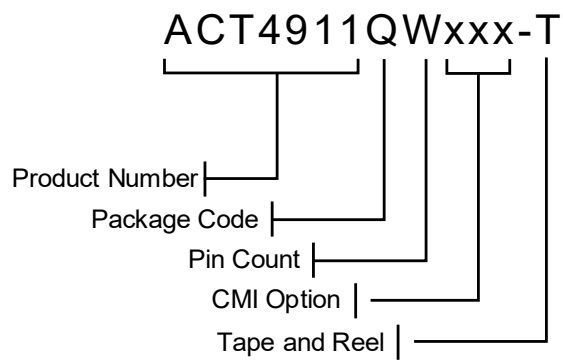 ACT4911QWxxx-T
Product Number
Package Code
Pin Count
CMI Option
Tape and Reel